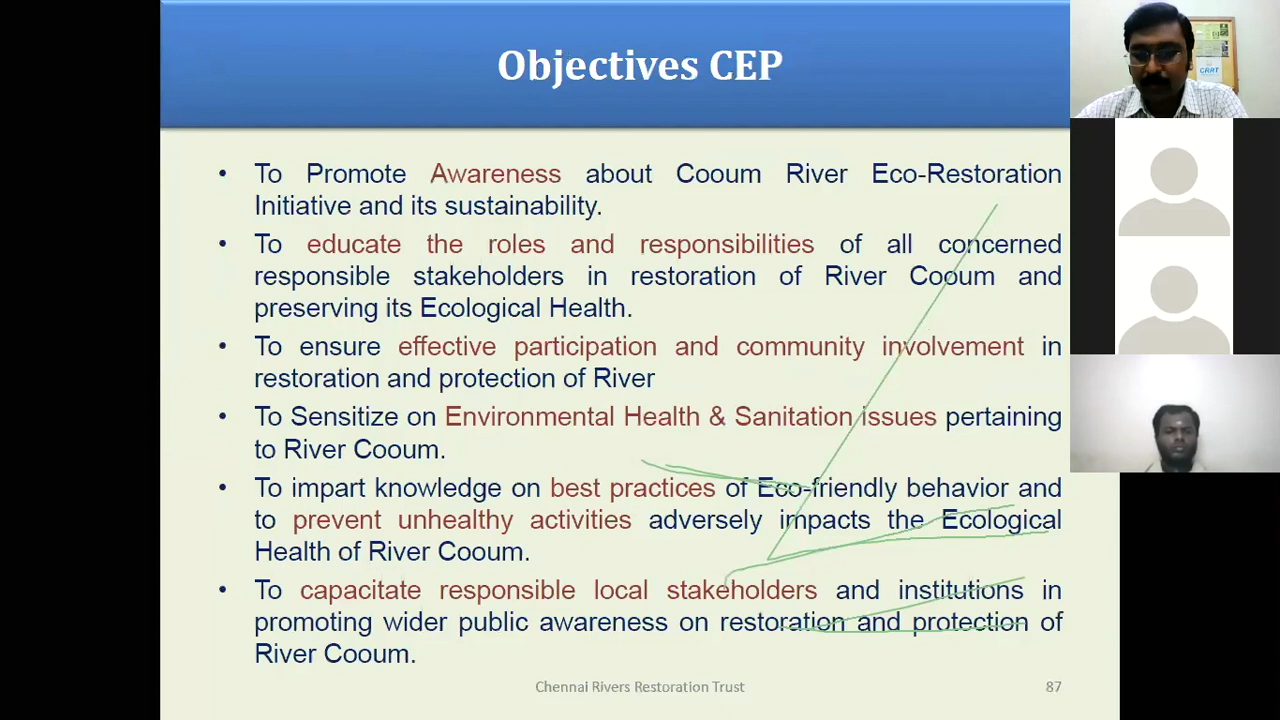 Objectives CEP
• To Promote Awareness about Cooum River Eco-Restoration
Initiative and its sustainability.
• To educate the roles and responsibilities of all concerned
responsible stakeholders in restoration of River Cooum and
preserving its Ecological Health.
• To ensure effective participation and community involvement in
restoration and protection of River
• To Sensitize on Environmental Health & Sanitation Issues pertaining
to River Cooum.
• To impart knowledge on best practices of Eco-friendly behavior and
to prevent unhealthy activities adversely impacts the Ecological
Health of River Cooum.
• To capacitate responsible local stakeholders and institutions in
promoting wider public awareness on restoration and protection of
River Cooum.
Chennai Rivers Restoration Trust
87
CRRT